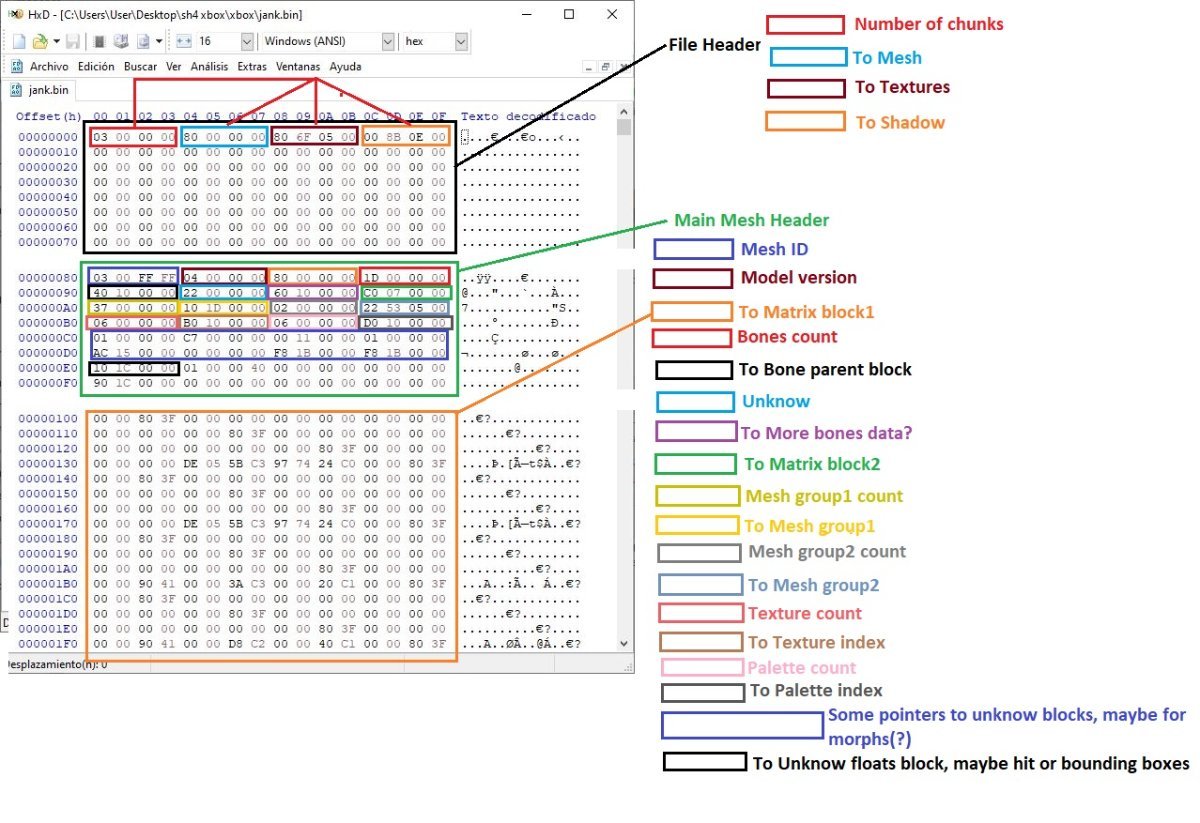 HxD - [C:\Users\User\Desktop\sh4 xbox\xbox\jank.bin]
16 Windows (ANSI) hex
Archivo Edición Buscar Ver Análisis Extras Ventanas Ayuda
jank.bin
Offset(h) 00 01 02 03 04 05 06 07 08 09 0A 0B 0C 0D 0E 0F Texto decodificado
00000000 03 00 00 00 80 00 00 00 80 6F 05 00 00 8B 0E 00 ....€...€o...‹..
00000010 00 00 00 00 00 00 00 00 00 00 00 00 00 00 00 00 ................
00000020 00 00 00 00 00 00 00 00 00 00 00 00 00 00 00 00 ................
00000030 00 00 00 00 00 00 00 00 00 00 00 00 00 00 00 00 ................
00000040 00 00 00 00 00 00 00 00 00 00 00 00 00 00 00 00 ................
00000050 00 00 00 00 00 00 00 00 00 00 00 00 00 00 00 00 ................
00000060 00 00 00 00 00 00 00 00 00 00 00 00 00 00 00 00 ................
00000070 00 00 00 00 00 00 00 00 00 00 00 00 00 00 00 00 ................
00000080 03 00 FF FF 04 00 00 00 80 00 00 00 1D 00 00 00 ..ÿÿ....€.......
00000090 40 10 00 00 22 00 00 00 60 10 00 00 C0 07 00 00 @..."...`...À...
000000A0 37 00 00 00 10 1D 00 00 02 00 00 00 22 53 05 00 7..........."S..
000000B0 06 00 00 00 B0 10 00 00 06 00 00 00 D0 10 00 00 ....°.......Ð...
000000C0 01 00 00 00 C7 00 00 00 00 11 00 00 01 00 00 00 ....Ç...........
000000D0 AC 15 00 00 00 00 00 00 F8 1B 00 00 F8 1B 00 00 ¬.......ø...ø...
000000E0 10 1C 00 00 01 00 00 40 00 00 00 00 00 00 00 00 .......@........
000000F0 90 1C 00 00 00 00 00 00 00 00 00 00 00 00 00 00 ................
00000100 00 00 80 3F 00 00 00 00 00 00 00 00 00 00 00 00 ..€?............
00000110 00 00 00 00 00 00 80 3F 00 00 00 00 00 00 00 00 ......€?........
00000120 00 00 00 00 00 00 00 00 00 00 80 3F 00 00 00 00 ..........€?....
00000130 00 00 00 00 DE 05 5B C3 97 74 24 C0 00 00 80 3F ....Þ.[Ã—t$À..€?
00000140 00 00 80 3F 00 00 00 00 00 00 00 00 00 00 00 00 ..€?............
00000150 00 00 00 00 00 00 80 3F 00 00 00 00 00 00 00 00 ......€?........
00000160 00 00 00 00 00 00 00 00 00 00 80 3F 00 00 00 00 ..........€?....
00000170 00 00 00 00 DE 05 5B C3 97 74 24 C0 00 00 80 3F ....Þ.[Ã—t$À..€?
00000180 00 00 80 3F 00 00 00 00 00 00 00 00 00 00 00 00 ..€?............
00000190 00 00 00 00 00 00 80 3F 00 00 00 00 00 00 00 00 ......€?........
000001A0 00 00 00 00 00 00 00 00 00 00 80 3F 00 00 00 00 ..........€?....
000001B0 00 00 90 41 00 00 3A C3 00 00 20 C1 00 00 80 3F ...A..:Ã.. Á..€?
000001C0 00 00 80 3F 00 00 00 00 00 00 00 00 00 00 00 00 ..€?............
000001D0 00 00 00 00 00 00 80 3F 00 00 00 00 00 00 00 00 ......€?........
000001E0 00 00 00 00 00 00 00 00 00 00 80 3F 00 00 00 00 ..........€?....
000001F0 00 00 90 41 00 00 D8 C2 00 00 40 C1 00 00 80 3F ...A..ØÂ..@Á..€?
Desplazamiento(h): 0
File Header
Number of chunks
To Mesh
To Textures
To Shadow
Main Mesh Header
Mesh ID
Model version
To Matrix block1
Bones count
To Bone parent block
Unknow
To More bones data?
To Matrix block2
Mesh group1 count
To Mesh group1
Mesh group2 count
To Mesh group2
Texture count
To Texture index
Palette count
To Palette index
Some pointers to unknow blocks, maybe for
morphs(?)
To Unknow floats block, maybe hit or bounding boxes